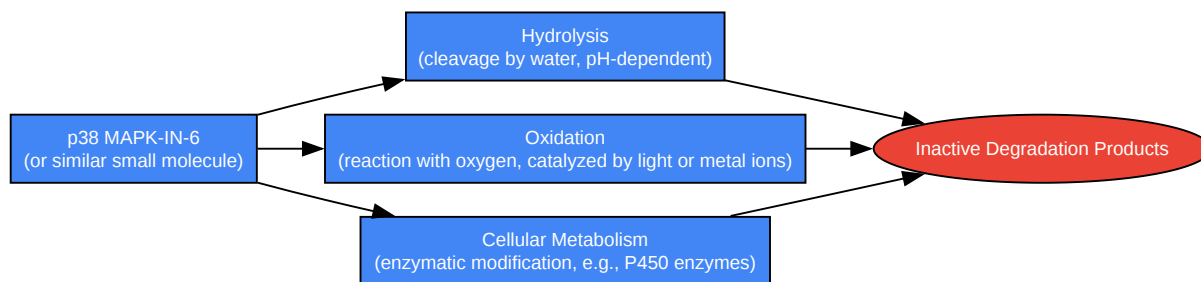 Hydrolysis
(cleavage by water, pH-dependent)
p38 MAPK-IN-6
(or similar small molecule)
Oxidation
(reaction with oxygen, catalyzed by light or metal ions)
Inactive Degradation Products
Cellular Metabolism
(enzymatic modification, e.g., P450 enzymes)